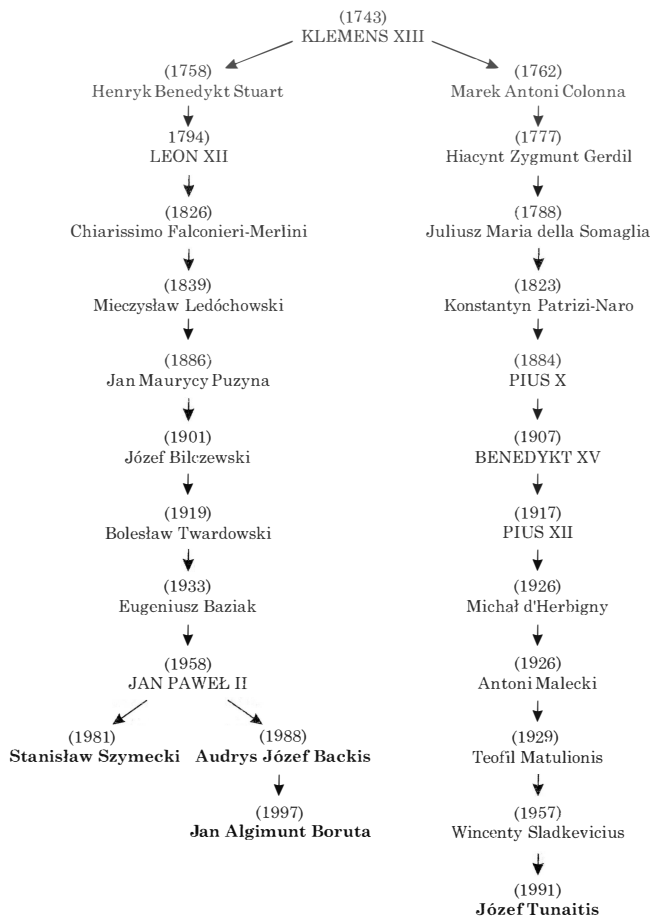 (1743)
KLEMENS XIII
(1758)
Henryk Benedykt Stuart
1794)
LEON XII
(1826)
Chiarissimo Falconieri-Merlini
(1839)
Mieczysław Ledóchowski
(1886)
Jan Maurycy Puzyna
(1901)
Józef Bilczewski
(1919)
Bolesław Twardowski
(1933)
Eugeniusz Baziak
(1958)
JAN PAWEŁ II
(1981)
Stanisław Szymecki
(1988)
Audrys Józef Backis
(1997)
Jan Algimunt Boruta
(1762)
Marek Antoni Colonna
(1777)
Hiacynt Zygmunt Gerdil
(1788)
Juliusz Maria della Somaglia
(1823)
Konstantyn Patrizi-Naro
(1884)
PIUS X
(1907)
BENEDYKT XV
(1917)
PIUS XII
(1926)
Michał d'Herbigny
(1926)
Antoni Malecki
(1929)
Teofil Matulionis
(1957)
Wincenty Sladkevicius
(1991)
Józef Tunaitis